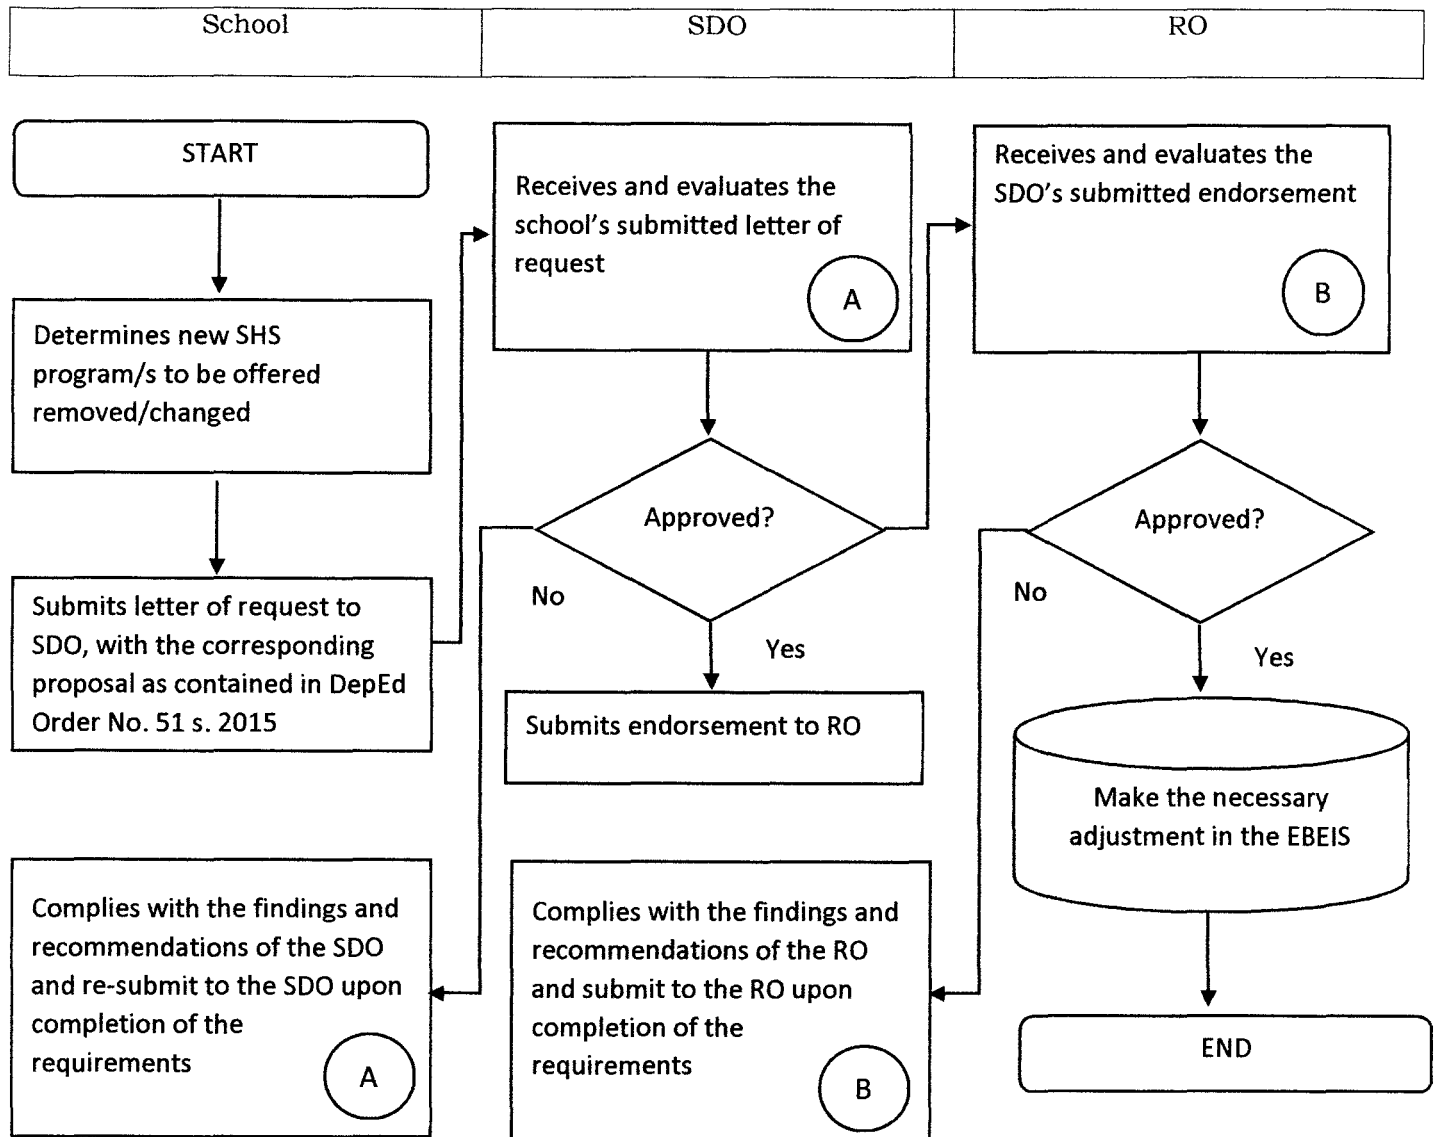 School
SDO
RO
START
Determines new SHS
program/s to be offered
removed/changed
Submits letter of request to
SDO, with the corresponding
proposal as contained in DepEd
Order No. 51 s. 2015
Complies with the findings and
recommendations of the SDO
and re-submit to the SDO upon
completion of the
requirements
A
Receives and evaluates the
school's submitted letter of
request
A
Approved?
No
Yes
Submits endorsement to RO
Complies with the findings and
recommendations of the RO
and submit to the RO upon
completion of the
requirements
B
Receives and evaluates the
SDO's submitted endorsement
B
Approved?
No
Yes
Make the necessary
adjustment in the EBEIS
END